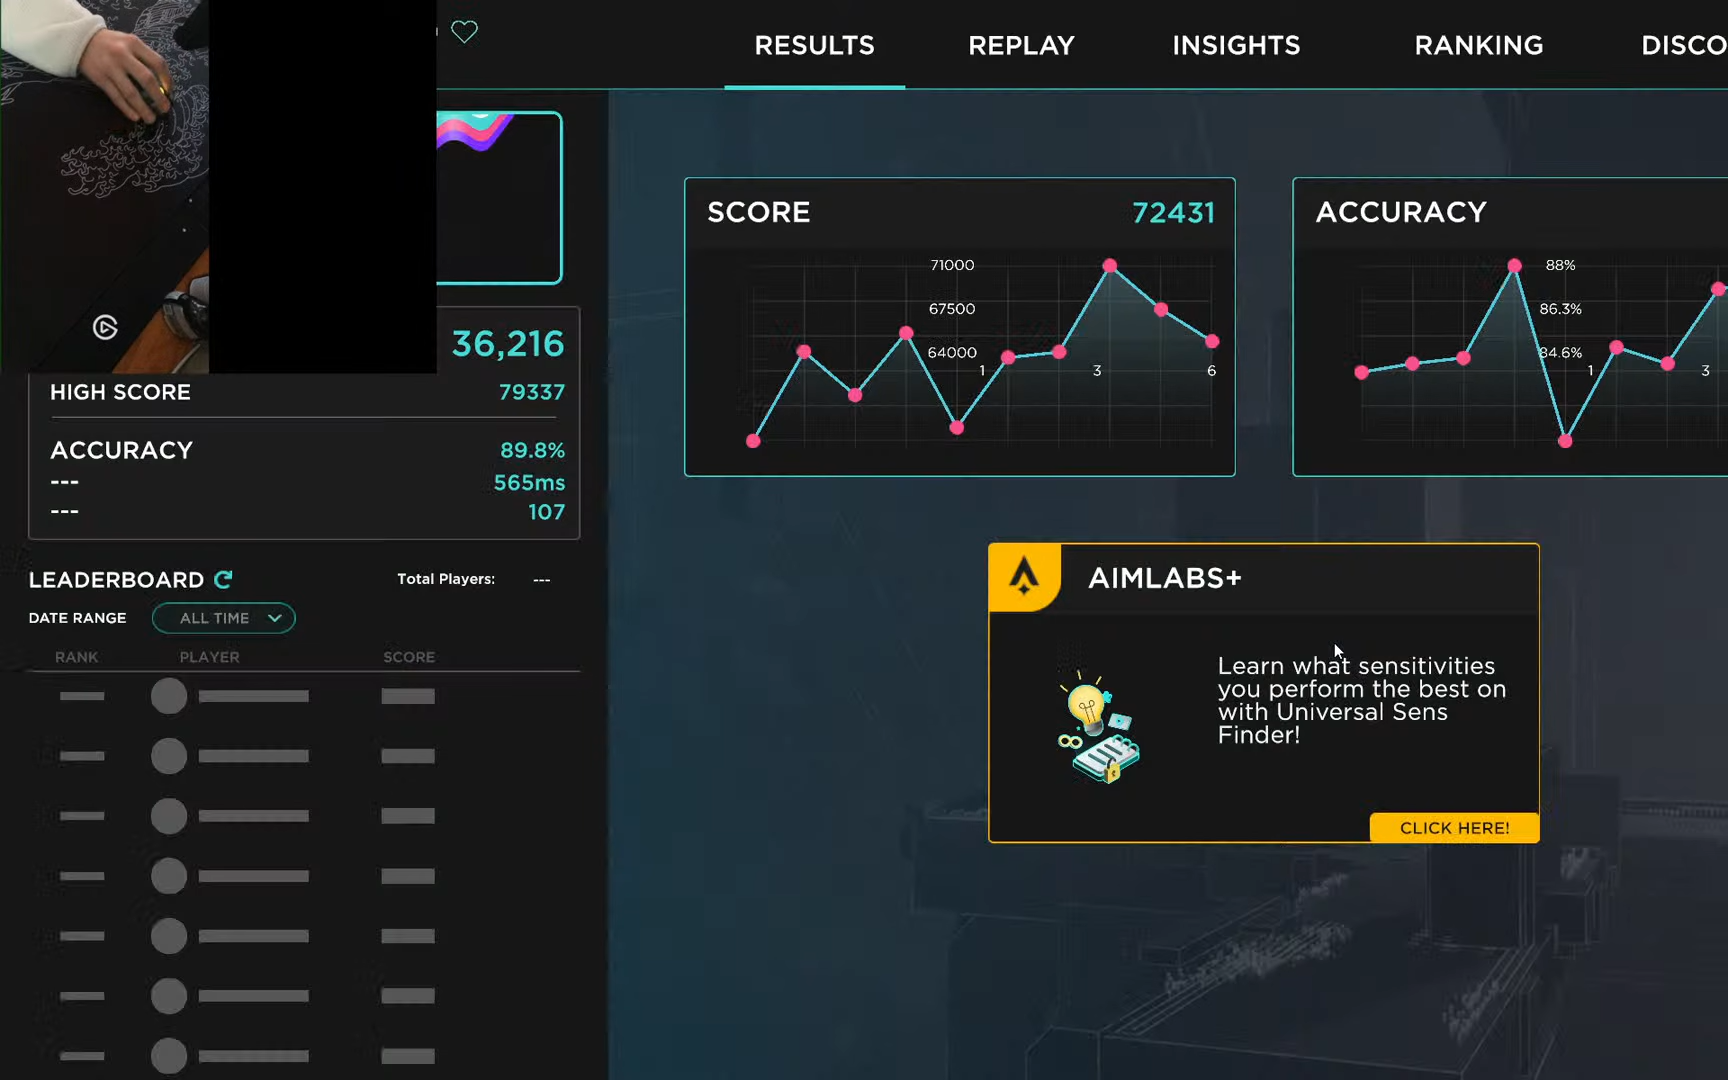 RESULTS
REPLAY
INSIGHTS
RANKING
DISCO
36,216
HIGH SCORE 79337
ACCURACY 89.8%
--- 565ms
--- 107
LEADERBOARD
Total Players: ---
DATE RANGE
ALL TIME
RANK PLAYER SCORE
SCORE 72431
71000
67500
64000
1 3 6
ACCURACY
88%
86.3%
84.6%
1 3
AIMLABS+
Learn what sensitivities
you perform the best on
with Universal Sens
Finder!
CLICK HERE!